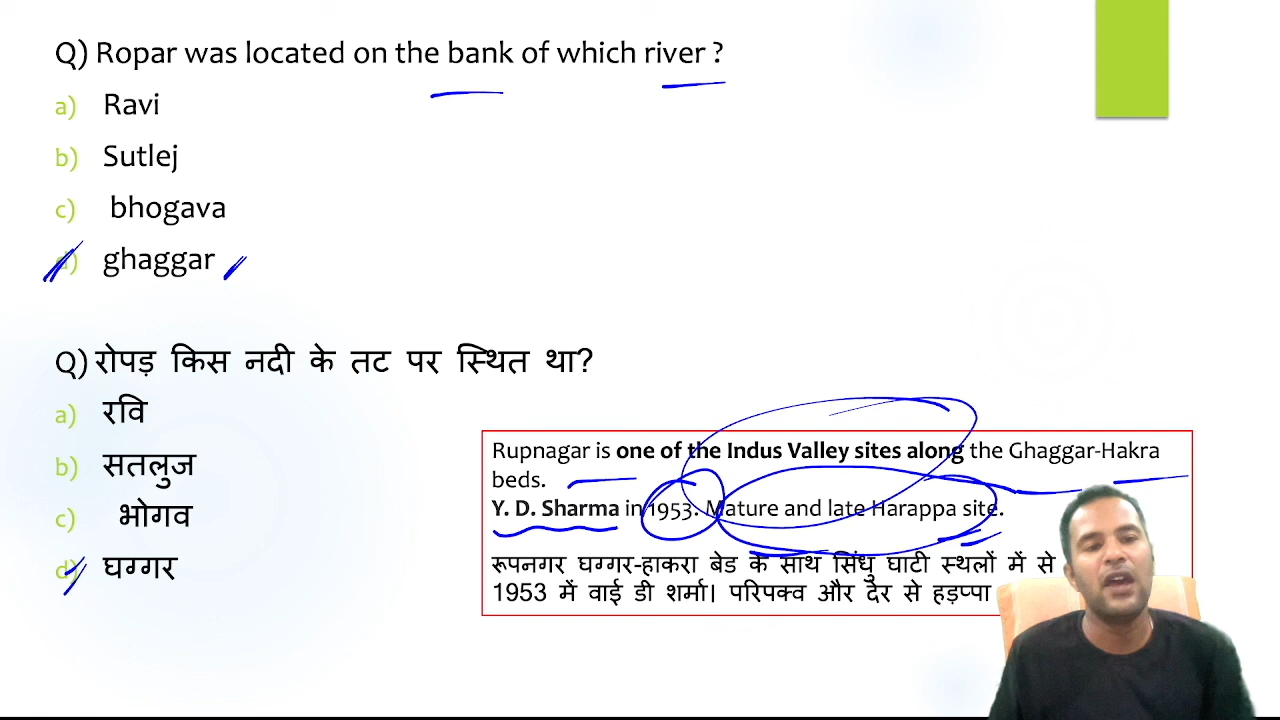 Q) Ropar was located on the bank of which river ?
a) Ravi
b) Sutlej
c) bhogava
d) ghaggar
Q) रोपड़ किस नदी के तट पर स्थित था?
a) रवि
b) सतलुज
c) भोगव
d) घग्गर
Rupnagar is one of the Indus Valley sites along the Ghaggar-Hakra
beds.
Y. D. Sharma in 1953. Mature and late Harappa site.
रूपनगर घग्गर-हाकरा बेड के साथ सिंधु घाटी स्थलों में से
1953 में वाई डी शर्मा। परिपक्व और देर से हड़प्पा